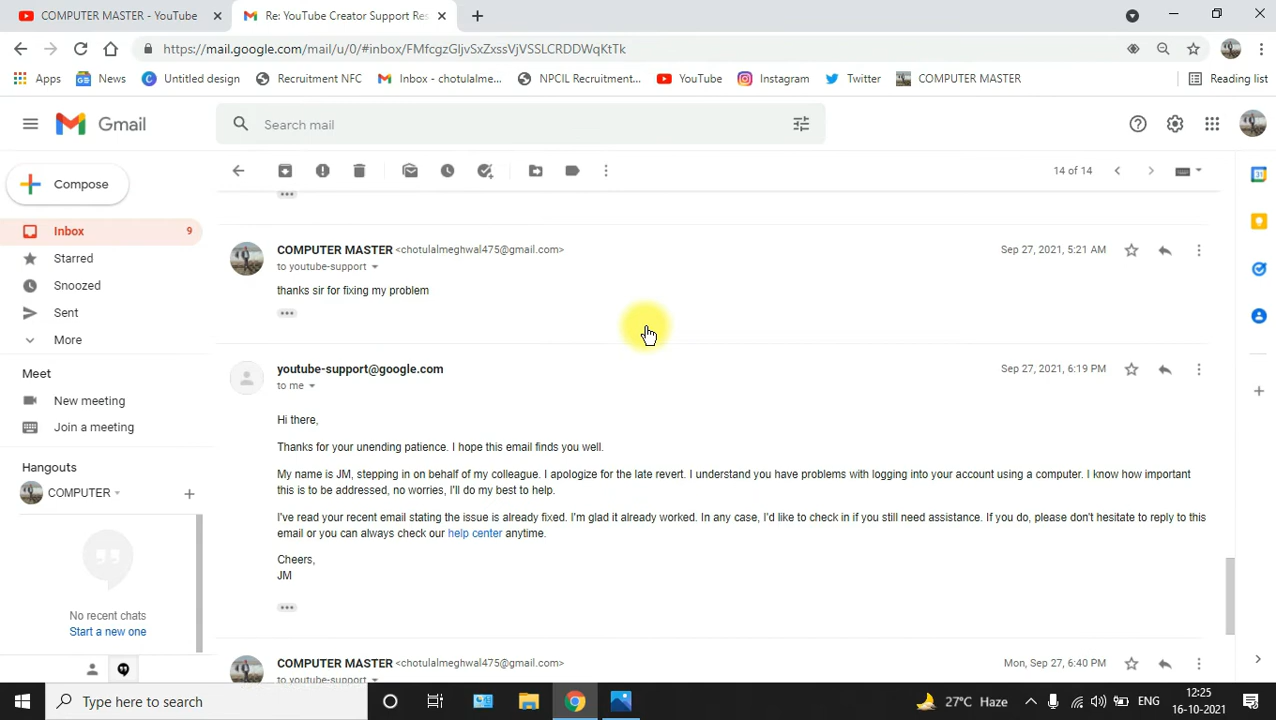 COMPUTER MASTER - YouTube
Re: YouTube Creator Support Res
https://mail.google.com/mail/u/0/#inbox/FMfcgzGljvSxZxssVjVSSLCRDDWqKtTk
Apps
News
Untitled design
Recruitment NFC
Inbox - chotulalme...
NPCIL Recruitment...
YouTube
Instagram
Twitter
COMPUTER MASTER
Reading list
Gmail
Search mail
Compose
14 of 14
Inbox
9
Starred
Snoozed
Sent
More
Meet
New meeting
Join a meeting
Hangouts
COMPUTER
No recent chats
Start a new one
COMPUTER MASTER <chotulalmeghwal475@gmail.com>
Sep 27, 2021, 5:21 AM
to youtube-support
thanks sir for fixing my problem
youtube-support@google.com
Sep 27, 2021, 6:19 PM
to me
Hi there,
Thanks for your unending patience. I hope this email finds you well.
My name is JM, stepping in on behalf of my colleague. I apologize for the late revert. I understand you have problems with logging into your account using a computer. I know how important
this is to be addressed, no worries, I'll do my best to help.
I've read your recent email stating the issue is already fixed. I'm glad it already worked. In any case, I'd like to check in if you still need assistance. If you do, please don't hesitate to reply to this
email or you can always check our help center anytime.
Cheers,
JM
COMPUTER MASTER <chotulalmeghwal475@gmail.com>
Mon, Sep 27, 6:40 PM
to youtube-support
Type here to search
27°C Haze
ENG
12:25
16-10-2021